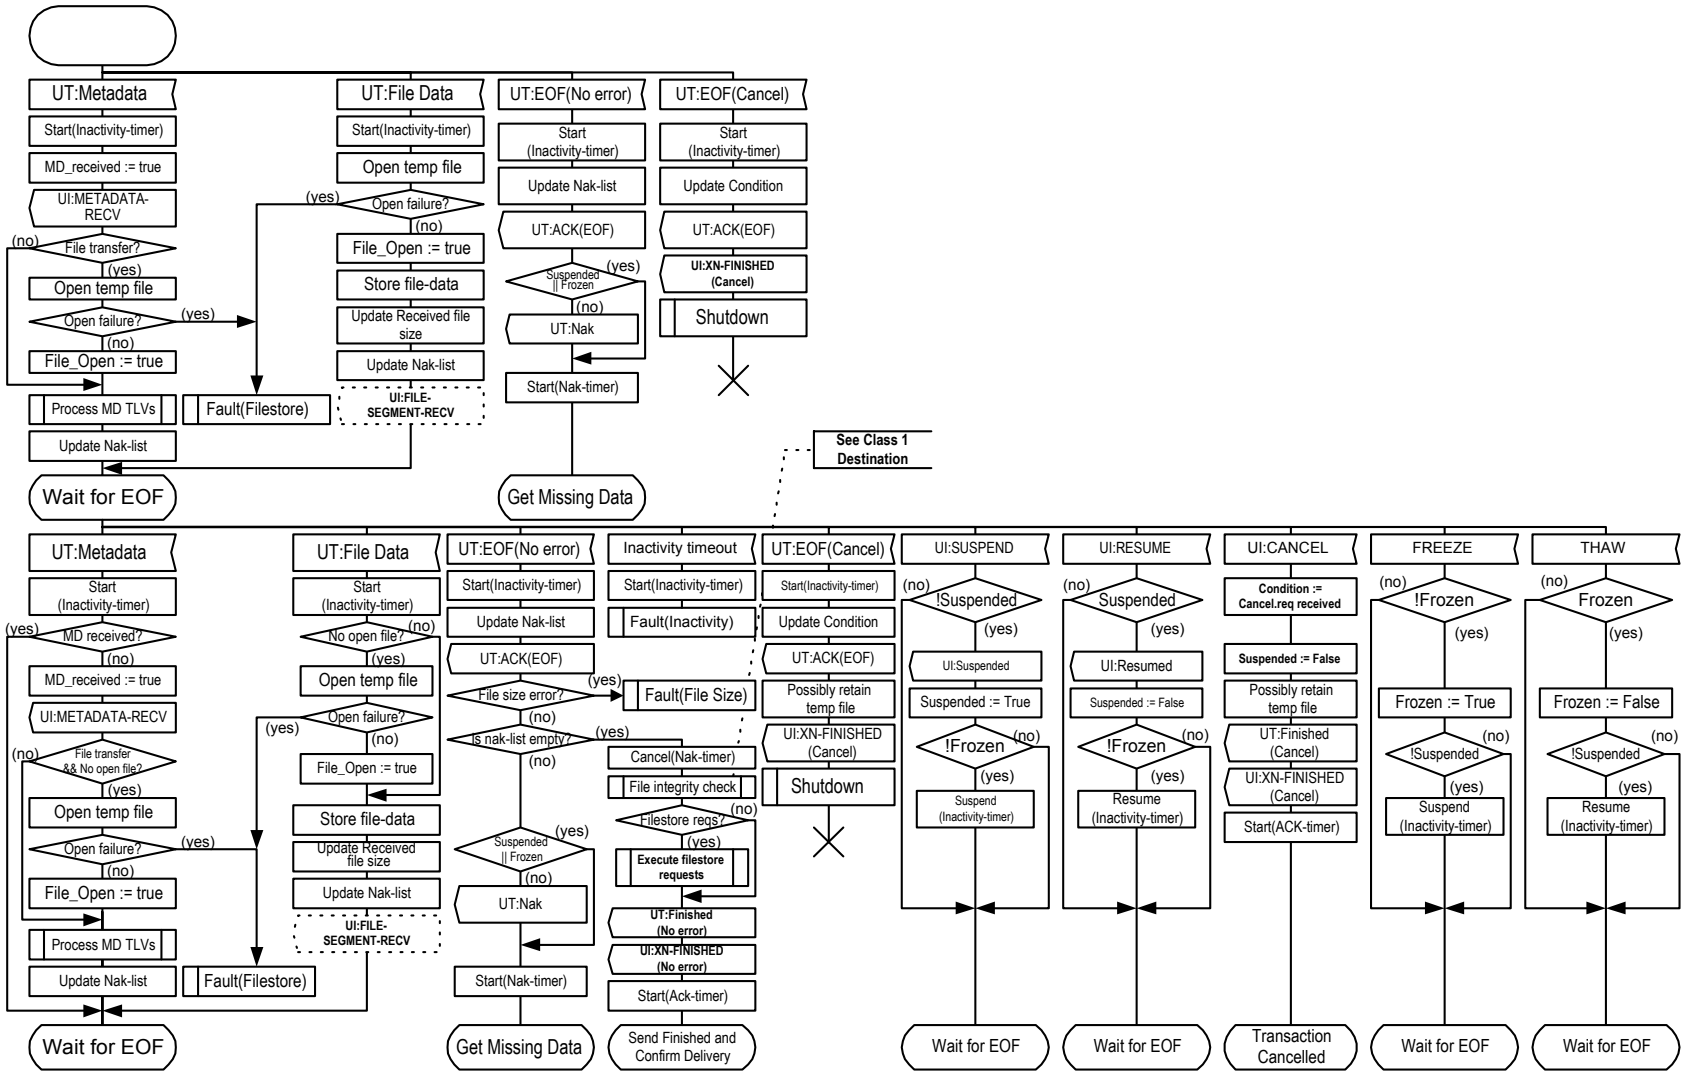 UT:Metadata
Start(Inactivity-timer)
MD_received := true
UI:METADATA-
RECV
(no)
File transfer?
(yes)
Open temp file
Open failure?
(yes)
(no)
File_Open := true
Process MD TLVs
Update Nak-list
Wait for EOF
Fault(Filestore)
UT:File Data
Start(Inactivity-timer)
Open temp file
(yes)
Open failure?
(no)
File_Open := true
Store file-data
Update Received file
size
Update Nak-list
UI:FILE-
SEGMENT-RECV
UT:EOF(No error)
Start
(Inactivity-timer)
Update Nak-list
UT:ACK(EOF)
(yes)
Suspended
|| Frozen
(no)
UT:Nak
Start(Nak-timer)
Get Missing Data
UT:EOF(Cancel)
Start
(Inactivity-timer)
Update Condition
UT:ACK(EOF)
UI:XN-FINISHED
(Cancel)
Shutdown
See Class 1
Destination
UT:Metadata
Start
(Inactivity-timer)
(yes)
MD received?
(no)
MD_received := true
UI:METADATA-RECV
(no)
File transfer
&& No open file?
(yes)
Open temp file
Open failure?
(yes)
(no)
File_Open := true
Process MD TLVs
Update Nak-list
Wait for EOF
Fault(Filestore)
UT:File Data
Start
(Inactivity-timer)
No open file?
(no)
(yes)
Open temp file
Open failure?
(yes)
(no)
File_Open := true
Store file-data
Update Received
file size
Update Nak-list
UI:FILE-
SEGMENT-RECV
UT:EOF(No error)
Start(Inactivity-timer)
Update Nak-list
UT:ACK(EOF)
File size error?
(yes)
(no)
Is nak-list empty?
(yes)
(no)
Suspended
|| Frozen
(yes)
(no)
UT:Nak
Start(Nak-timer)
Get Missing Data
Inactivity timeout
Start(Inactivity-timer)
Fault(Inactivity)
Fault(File Size)
Cancel(Nak-timer)
File integrity check
(no)
Filestore reqs?
(yes)
Execute filestore
requests
UT:Finished
(No error)
UI:XN-FINISHED
(No error)
Start(Ack-timer)
Send Finished and
Confirm Delivery
UT:EOF(Cancel)
Start(Inactivity-timer)
Update Condition
UT:ACK(EOF)
Possibly retain
temp file
UI:XN-FINISHED
(Cancel)
Shutdown
UI:SUSPEND
(no)
!Suspended
(yes)
UI:Suspended
Suspended := True
!Frozen
(no)
(yes)
Suspend
(Inactivity-timer)
Wait for EOF
UI:RESUME
(no)
Suspended
(yes)
UI:Resumed
Suspended := False
!Frozen
(no)
(yes)
Resume
(Inactivity-timer)
Wait for EOF
UI:CANCEL
Condition :=
Cancel.req received
Suspended := False
Possibly retain
temp file
UT:Finished
(Cancel)
UI:XN-FINISHED
(Cancel)
Start(ACK-timer)
Transaction
Cancelled
FREEZE
(no)
!Frozen
(yes)
Frozen := True
(no)
!Suspended
(yes)
Suspend
(Inactivity-timer)
Wait for EOF
THAW
(no)
Frozen
(yes)
Frozen := False
(no)
!Suspended
(yes)
Resume
(Inactivity-timer)
Wait for EOF